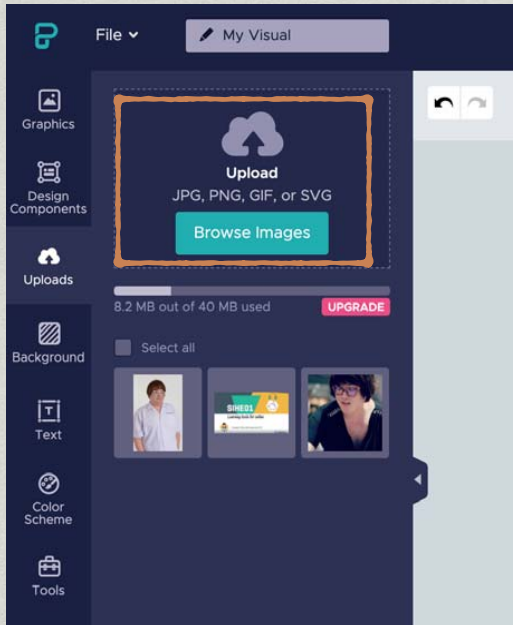 File
My Visual
Graphics
Design
Components
Uploads
Background
Text
Color
Scheme
Tools
Upload
JPG, PNG, GIF, or SVG
Browse Images
8.2 MB out of 40 MB used
UPGRADE
Select all